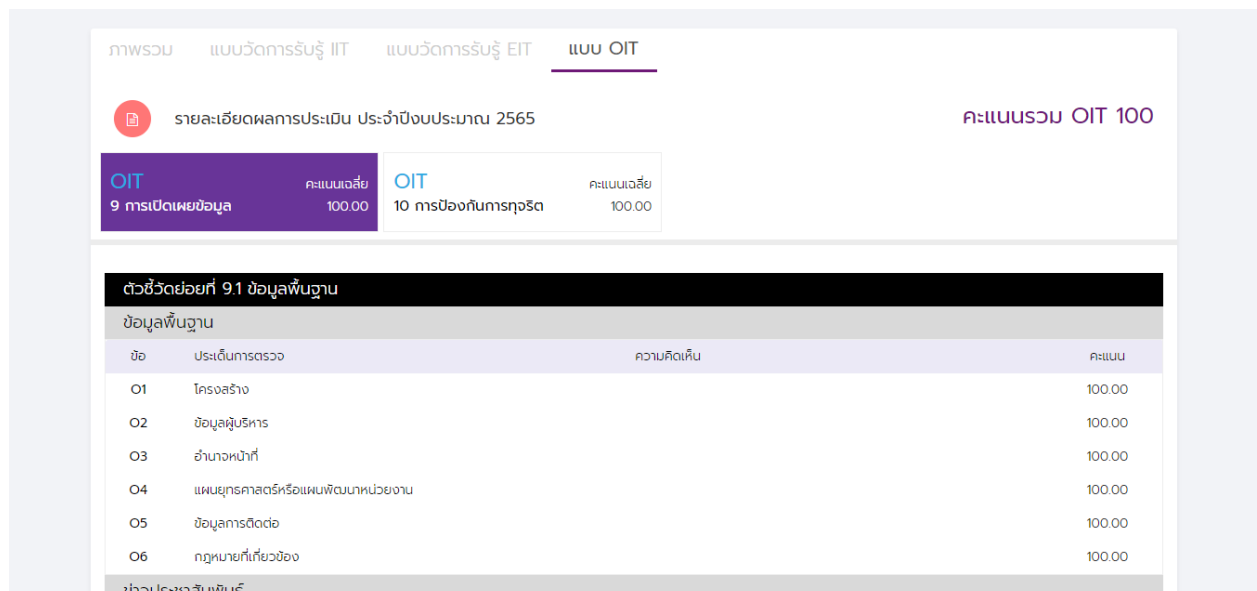 ภาพรวม แบบวัดการรับรู้ IIT แบบวัดการรับรู้ EIT แบบ OIT
รายละเอียดผลการประเมิน ประจำปีงบประมาณ 2565 คะแนนรวม OIT 100
OIT คะแนนเฉลี่ย OIT คะแนนเฉลี่ย
9 การเปิดเผยข้อมูล 100.00 10 การป้องกันการทุจริต 100.00
ตัวชี้วัดย่อยที่ 9.1 ข้อมูลพื้นฐาน
ข้อมูลพื้นฐาน
ข้อ ประเด็นการตรวจ ความคิดเห็น คะแนน
O1 โครงสร้าง 100.00
O2 ข้อมูลผู้บริหาร 100.00
O3 อำนาจหน้าที่ 100.00
O4 แผนยุทธศาสตร์หรือแผนพัฒนาหน่วยงาน 100.00
O5 ข้อมูลการติดต่อ 100.00
O6 กฎหมายที่เกี่ยวข้อง 100.00
ข่าวประชาสัมพันธ์